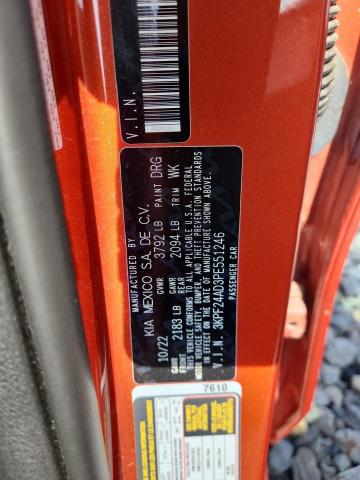 V.I.N.
MANUFACTURED BY
KIA MEXICO S.A. DE C.V.
10/22 GVWR 3792 LB PAINT DRG
GAWR FRONT 2183 LB GAWR REAR 2094 LB TRIM WK
THIS VEHICLE CONFORMS TO ALL APPLICABLE U.S.A. FEDERAL
MOTOR VEHICLE SAFETY, BUMPER, AND THEFT PREVENTION STANDARDS
IN EFFECT ON THE DATE OF MANUFACTURE SHOWN ABOVE.
V.I.N. 3KPF24AD3PE551246
PASSENGER CAR
7610